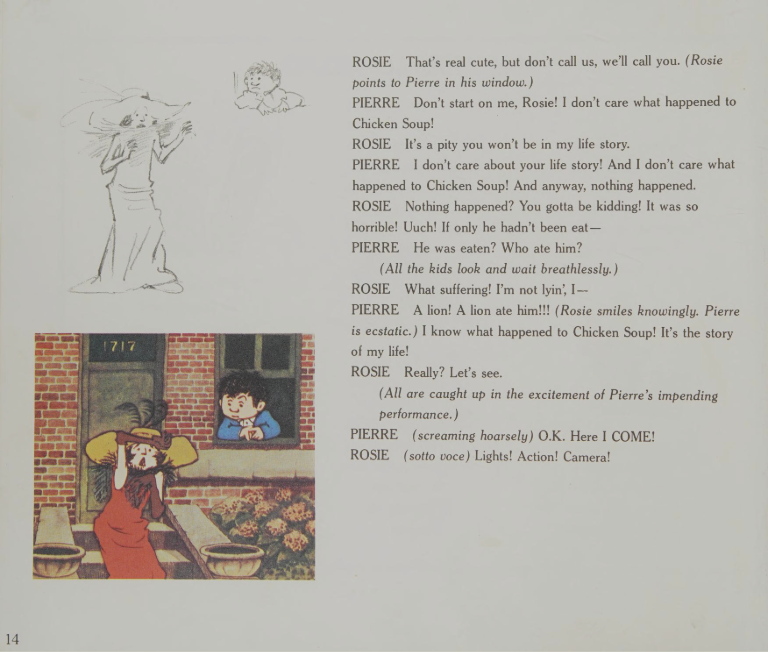 ROSIE That's real cute, but don't call us, we'll call you. (Rosie
points to Pierre in his window.)
PIERRE Don't start on me, Rosie! I don't care what happened to
Chicken Soup!
ROSIE It's a pity you won't be in my life story.
PIERRE I don't care about your life story! And I don't care what
happened to Chicken Soup! And anyway, nothing happened.
ROSIE Nothing happened? You gotta be kidding! It was so
horrible! Uuch! If only he hadn't been eat—
PIERRE He was eaten? Who ate him?
(All the kids look and wait breathlessly.)
ROSIE What suffering! I'm not lyin', I—
PIERRE A lion! A lion ate him!!! (Rosie smiles knowingly. Pierre
is ecstatic.) I know what happened to Chicken Soup! It's the story
of my life!
ROSIE Really? Let's see.
(All are caught up in the excitement of Pierre's impending
performance.)
PIERRE (screaming hoarsely) O.K. Here I COME!
ROSIE (sotto voce) Lights! Action! Camera!
1717
14